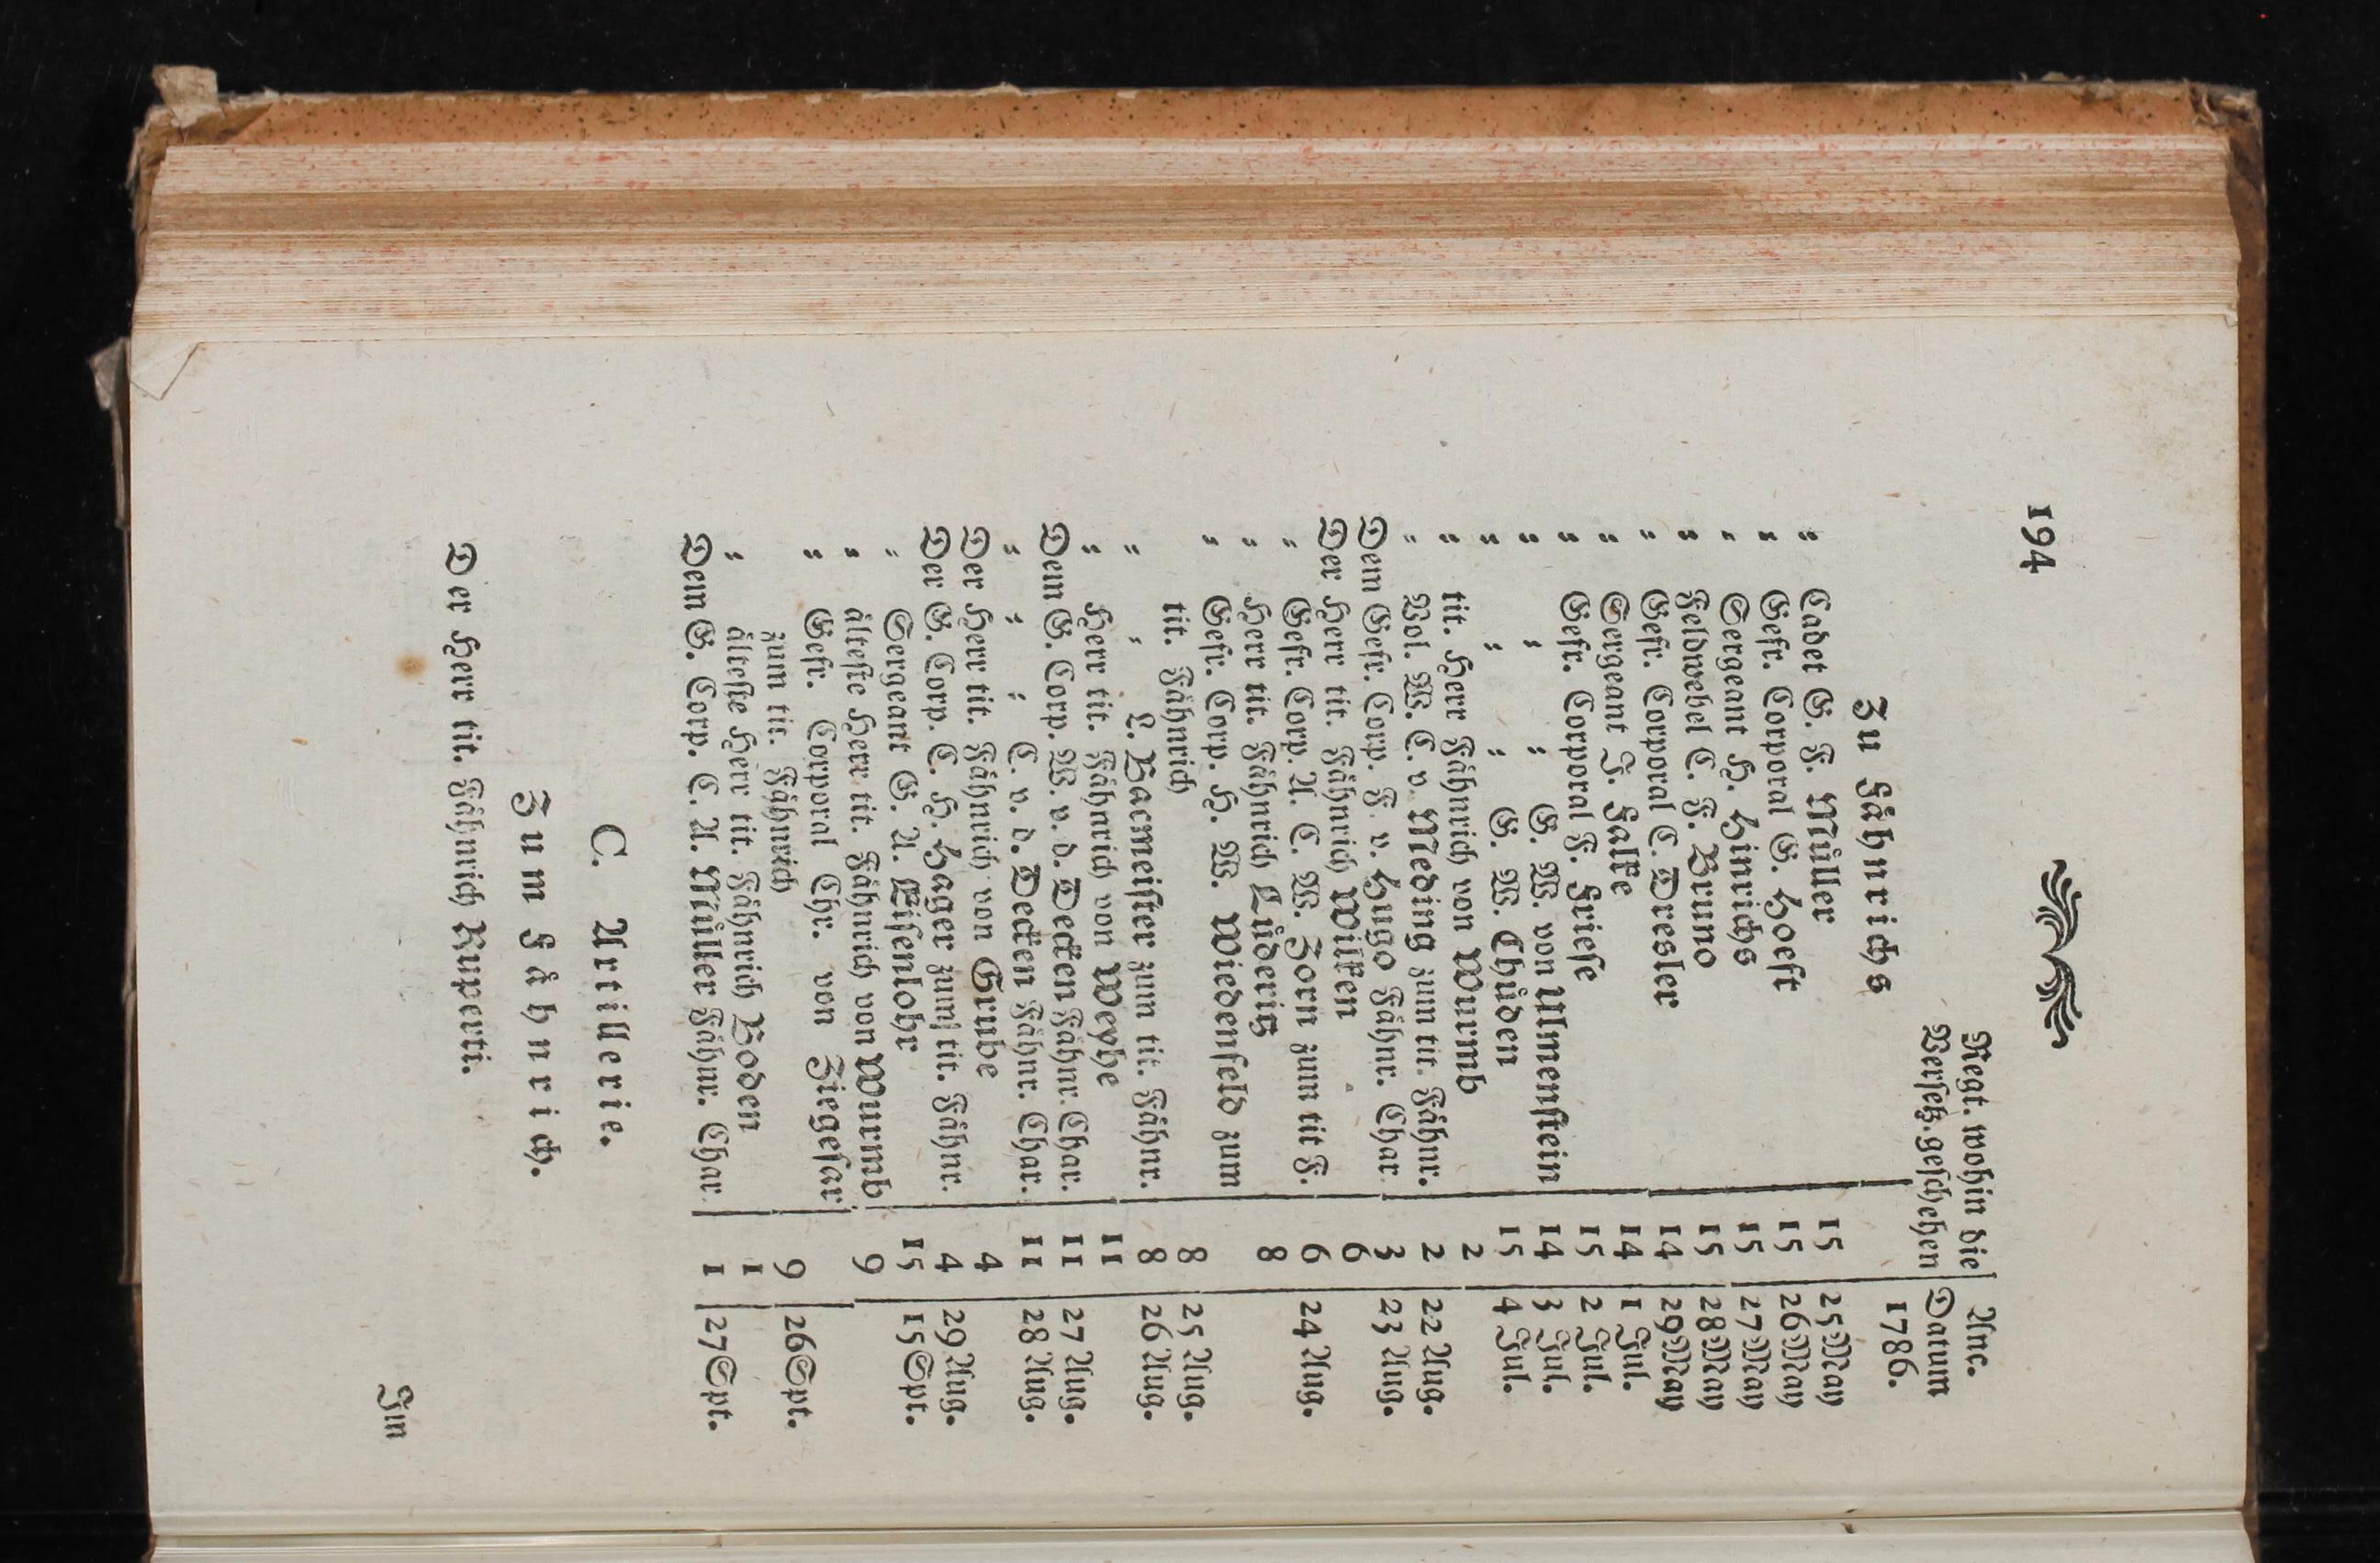 194
Regt. wohin die Anc.
Versetz. geschehen Datum
1786.
Zu Fähnrichs
" Cadet G. F. Müller 15 25 May
" Gefr. Corporal G. Hoeft 15 26 May
" Sergeant H. Hinrichs 15 27 May
" Feldwebel C. F. Bruno 15 28 May
" Gefr. Corporal C. Dresler 14 29 May
" Sergeant J. Falke 14 1 Jul.
" Gefr. Corporal F. Friese 15 2 Jul.
" " " G. W. von Ulmenstein 14 3 Jul.
" " " G. W. Thüden 15 4 Jul.
" tit. Herr Fähnrich von Wurmb 2
" Vol. W. C. v. Meding zum tit. Fähnr. 2 22 Aug.
Dem Gefr. Corp. F. v. Hugo Fähnr. Char 3 23 Aug.
Der Herr tit. Fähnrich Wilken 6
" Gefr. Corp. A. C. W. Zorn zum tit F. 6 24 Aug.
" Herr tit. Fähnrich Lüderitz 8
" Gefr. Corp. H. W. Wiedenfeld zum
tit. Fähnrich 8 25 Aug.
" " L. Bacmeister zum tit. Fähnr. 8 26 Aug.
" Herr tit. Fähnrich von Weyhe 11
Dem G. Corp. W. v. d. Decken Fähnr. Char. 11 27 Aug.
" " " C. v. d. Decken Fähnr. Char. 11 28 Aug.
Der Herr tit. Fähnrich von Grube 4
Der G. Corp. C. H. Hager zum tit. Fähnr. 4 29 Aug.
" Sergeant G. A. Eisenlohr 15 15 Spt.
" älteste Herr tit. Fähnrich von Wurmb 9
" Gefr. Corporal Chr. von Ziegesar
zum tit. Fähnrich 9 26 Spt.
" älteste Herr tit. Fähnrich Boden 1
Dem G. Corp. C. A. Müller Fähnr. Char. 1 27 Spt.
C. Artillerie.
Zum Fähnrich.
Der Herr tit. Fähnrich Ruperti.
Im